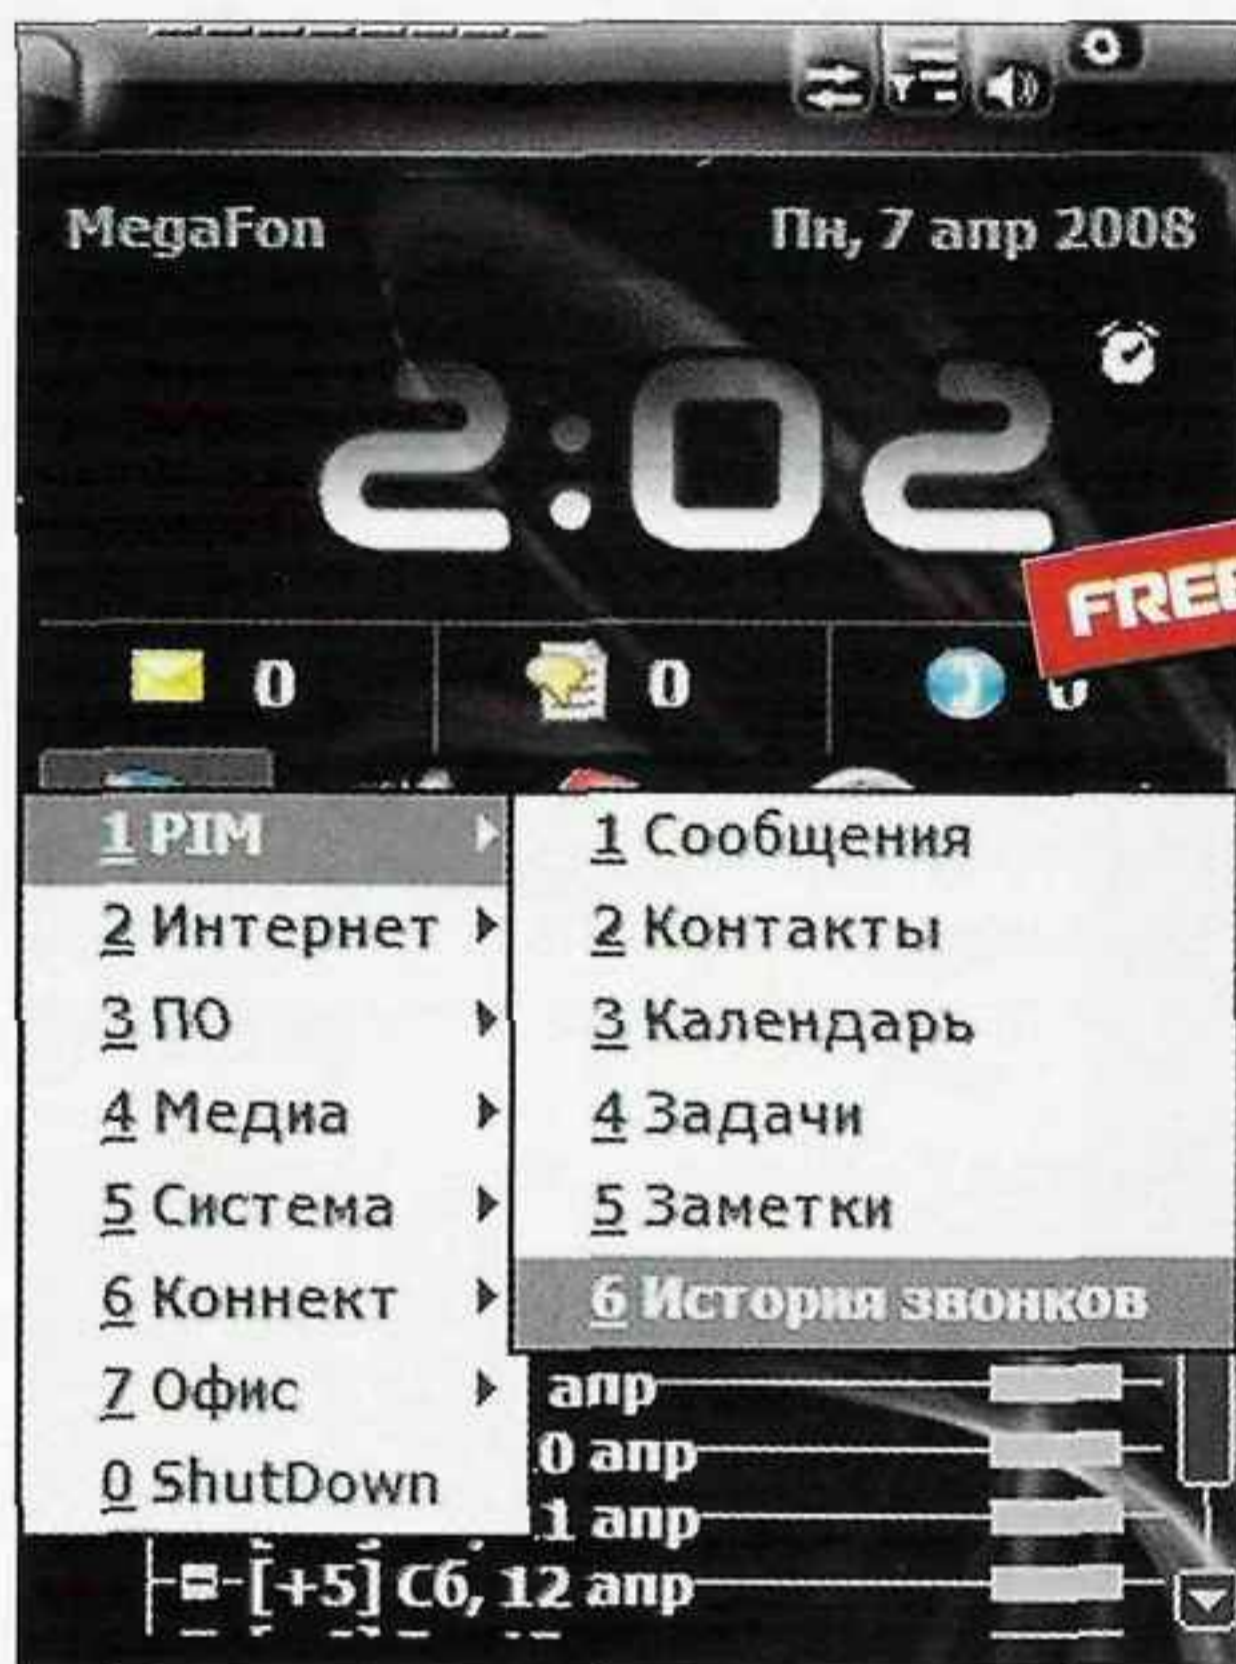 MegaFon Пн, 7 апр 2008
2:02
FREE
0 0 0
1 PIM
2 Интернет
3 ПО
4 Медиа
5 Система
6 Коннект
7 Офис
0 ShutDown
1 Сообщения
2 Контакты
3 Календарь
4 Задачи
5 Заметки
6 История звонков
апр
0 апр
1 апр
[+5] Сб, 12 апр